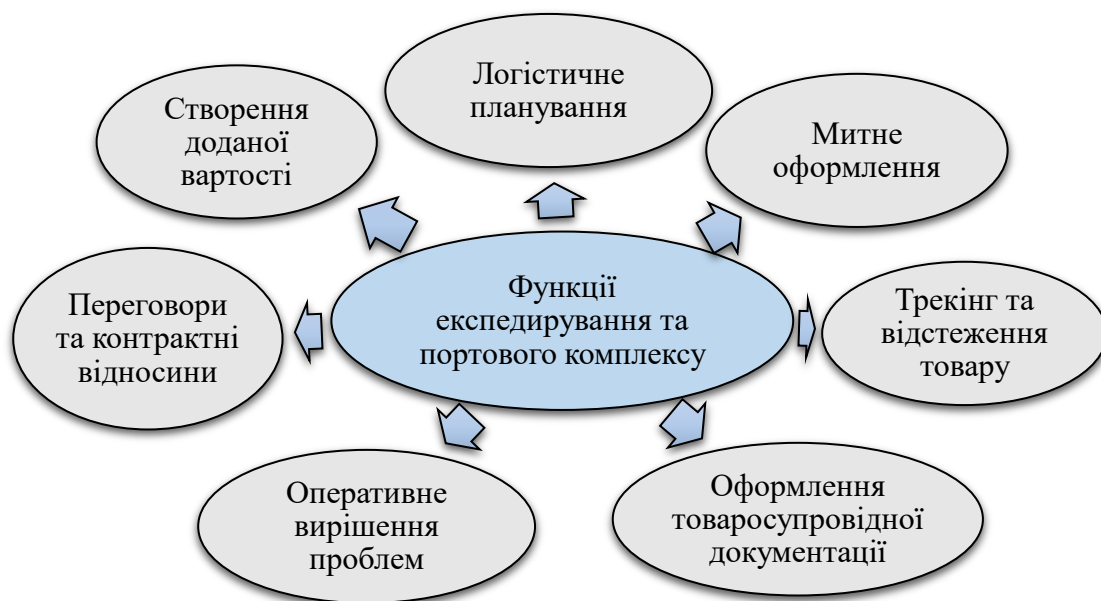 Логістичне
планування
Створення
доданої
вартості
Митне
оформлення
Переговори
та контрактні
відносини
Функції
експедирування та
портового комплексу
Трекінг та
відстеження
товару
Оперативне
вирішення
проблем
Оформлення
товаросупровідної
документації